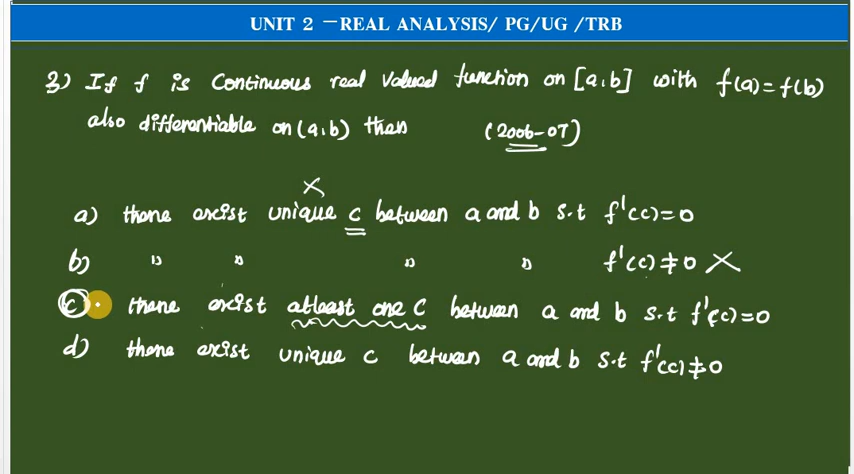 UNIT 2 – REAL ANALYSIS/ PG/UG /TRB
3) If f is continuous real valued function on [a,b] with f(a) = f(b)
also differentiable on (a,b) then (2006-07)
a) there exist unique c between a and b s.t f'(c)=0
b) " " " " f'(c) ≠ 0
c) there exist atleast one c between a and b s.t f'(c)=0
d) there exist unique c between a and b s.t f'(c) ≠ 0